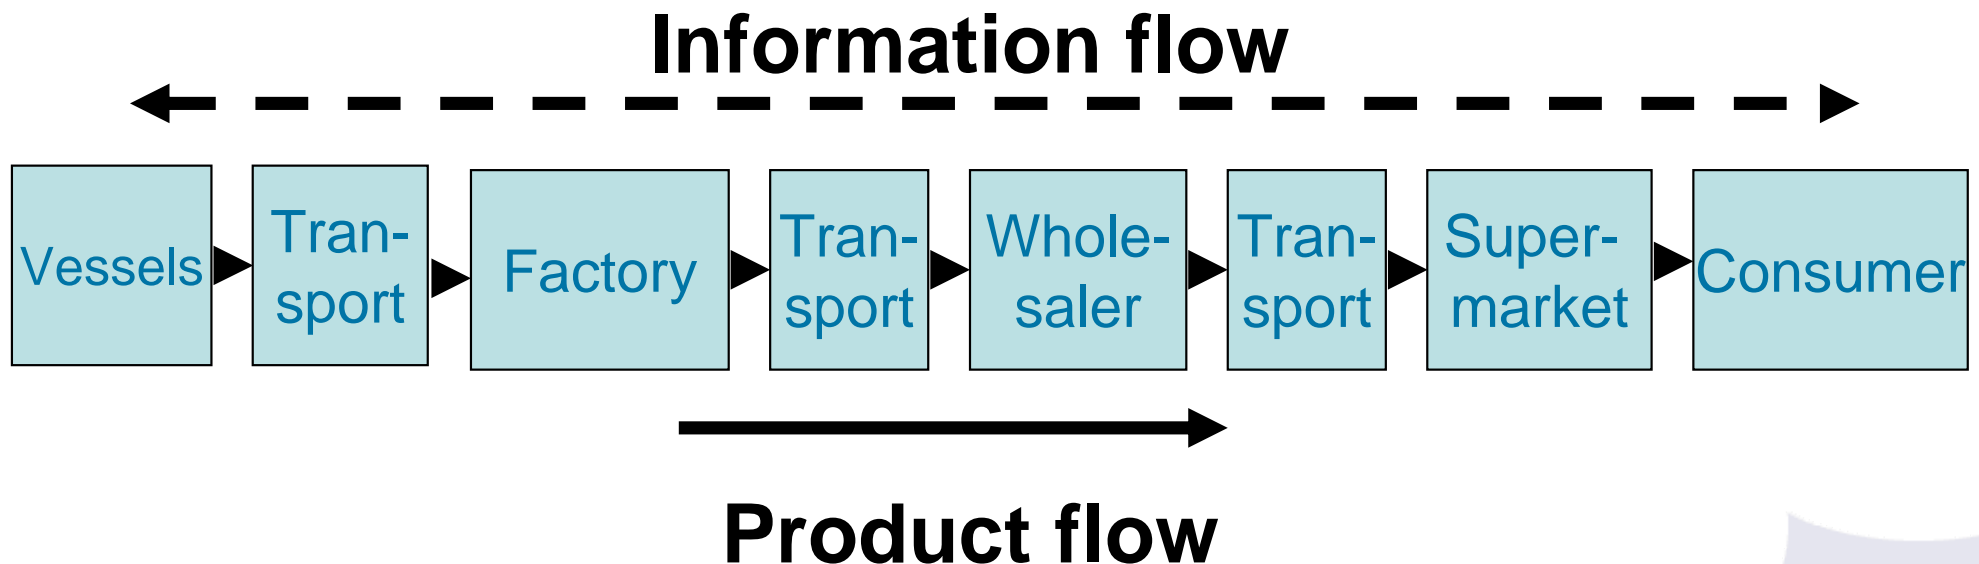 Information flow
Vessels
Tran-
sport
Factory
Tran-
sport
Whole-
saler
Tran-
sport
Super-
market
Consumer
Product flow